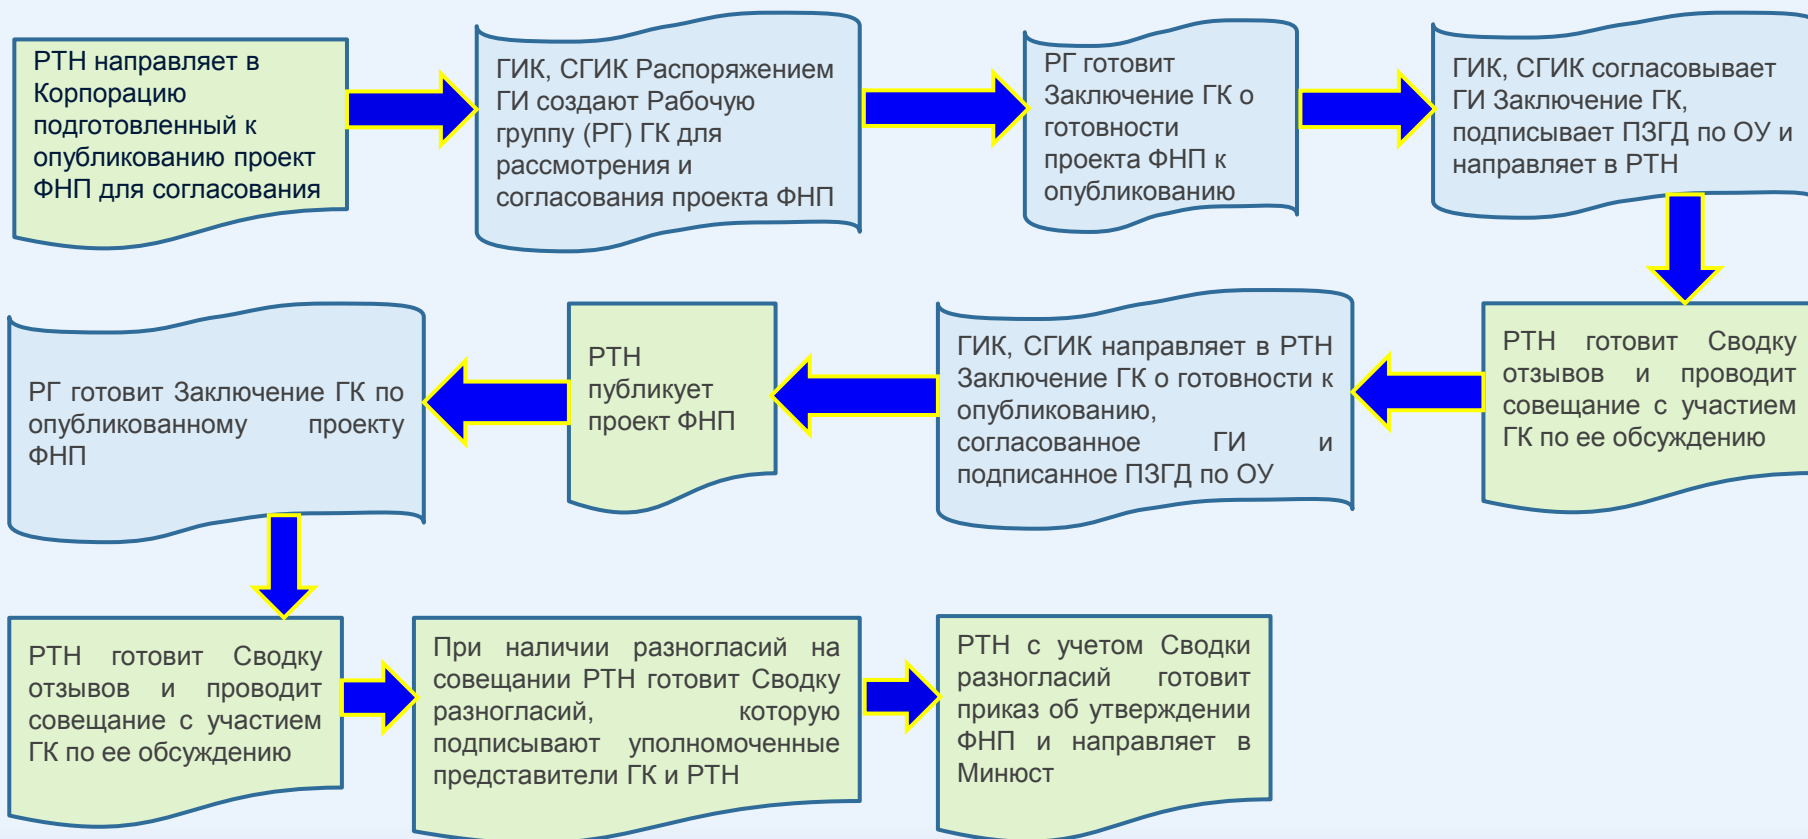 РТН направляет в
Корпорацию
подготовленный к
опубликованию проект
ФНП для согласования
ГИК, СГИК Распоряжением
ГИ создают Рабочую
группу (РГ) ГК для
рассмотрения и
согласования проекта ФНП
РГ готовит
Заключение ГК о
готовности
проекта ФНП к
опубликованию
ГИК, СГИК согласовывает
ГИ Заключение ГК,
подписывает ПЗГД по ОУ и
направляет в РТН
РТН готовит Сводку
отзывов и проводит
совещание с участием
ГК по ее обсуждению
ГИК, СГИК направляет в РТН
Заключение ГК о готовности к
опубликованию,
согласованное ГИ и
подписанное ПЗГД по ОУ
РТН
публикует
проект ФНП
РГ готовит Заключение ГК по
опубликованному проекту
ФНП
РТН готовит Сводку
отзывов и проводит
совещание с участием
ГК по ее обсуждению
При наличии разногласий на
совещании РТН готовит Сводку
разногласий, которую
подписывают уполномоченные
представители ГК и РТН
РТН с учетом Сводки
разногласий готовит
приказ об утверждении
ФНП и направляет в
Минюст